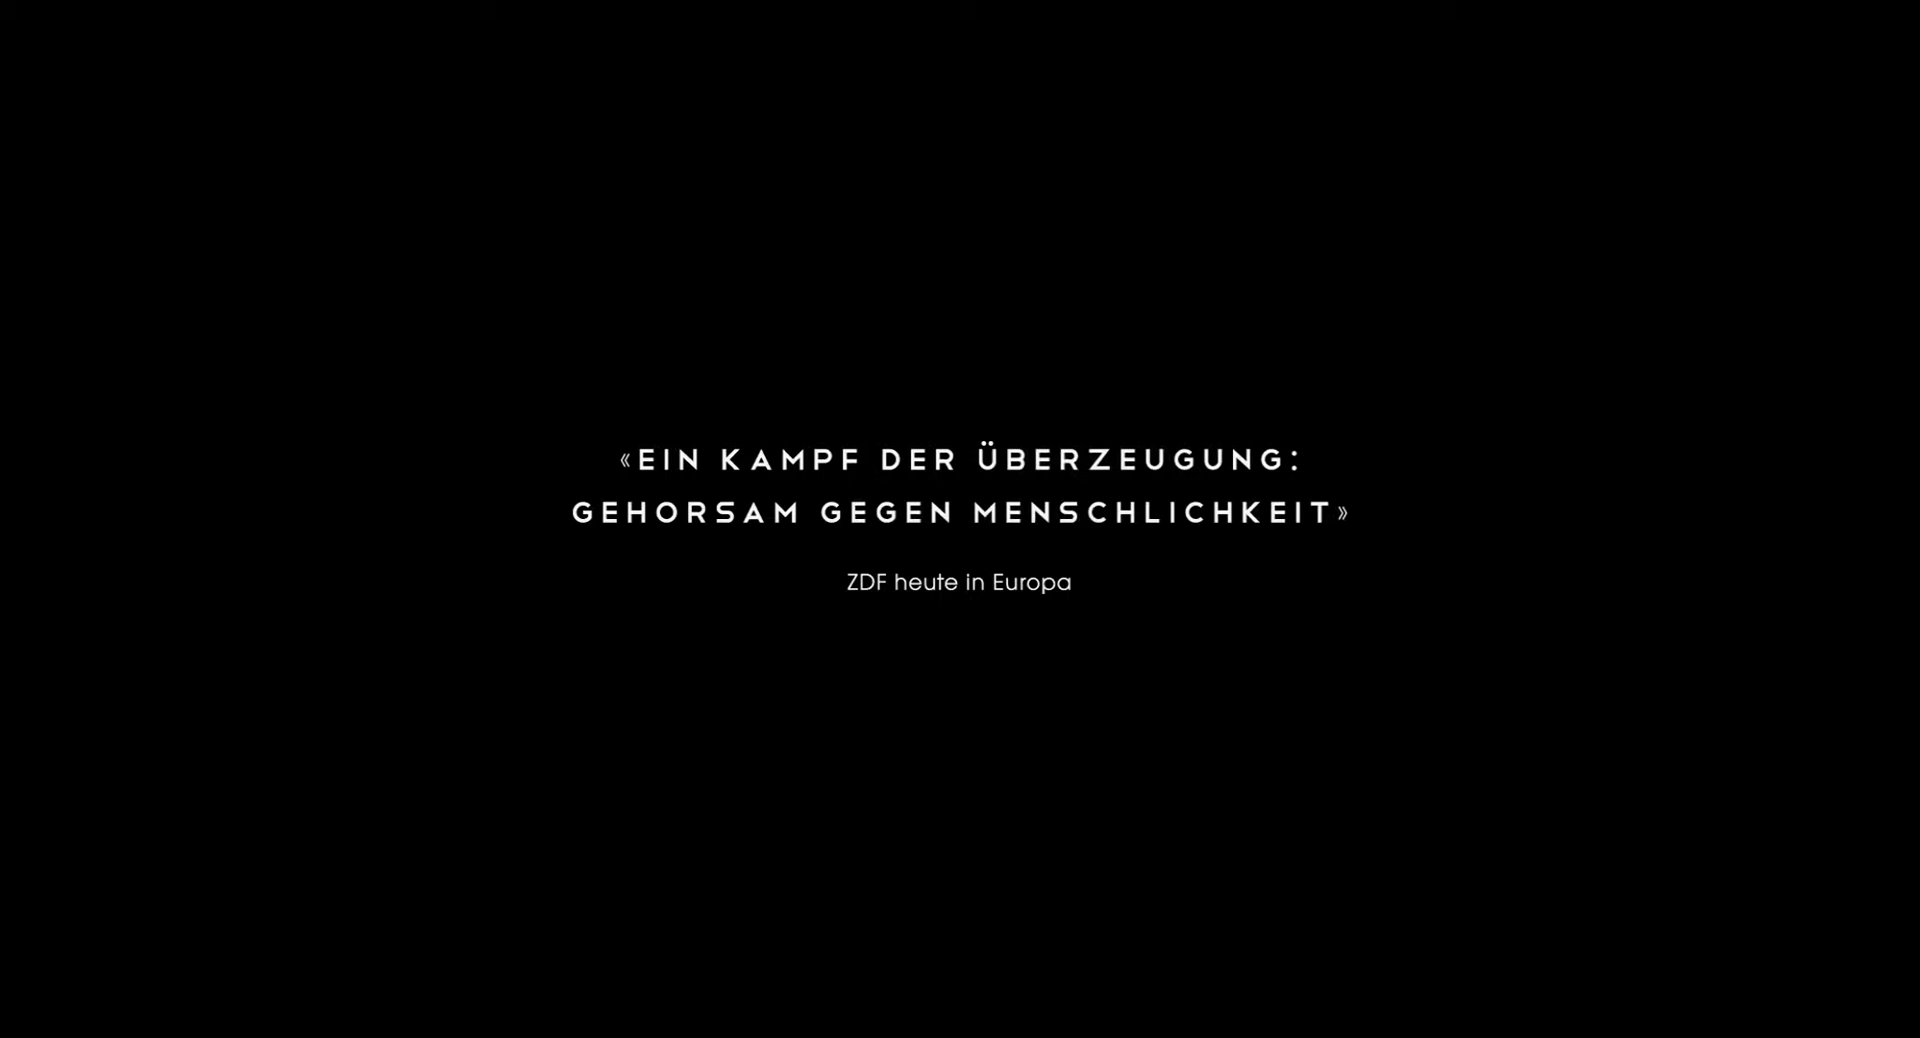 «EIN KAMPF DER ÜBERZEUGUNG:
GEHORSAM GEGEN MENSCHLICHKEIT»
ZDF heute in Europa